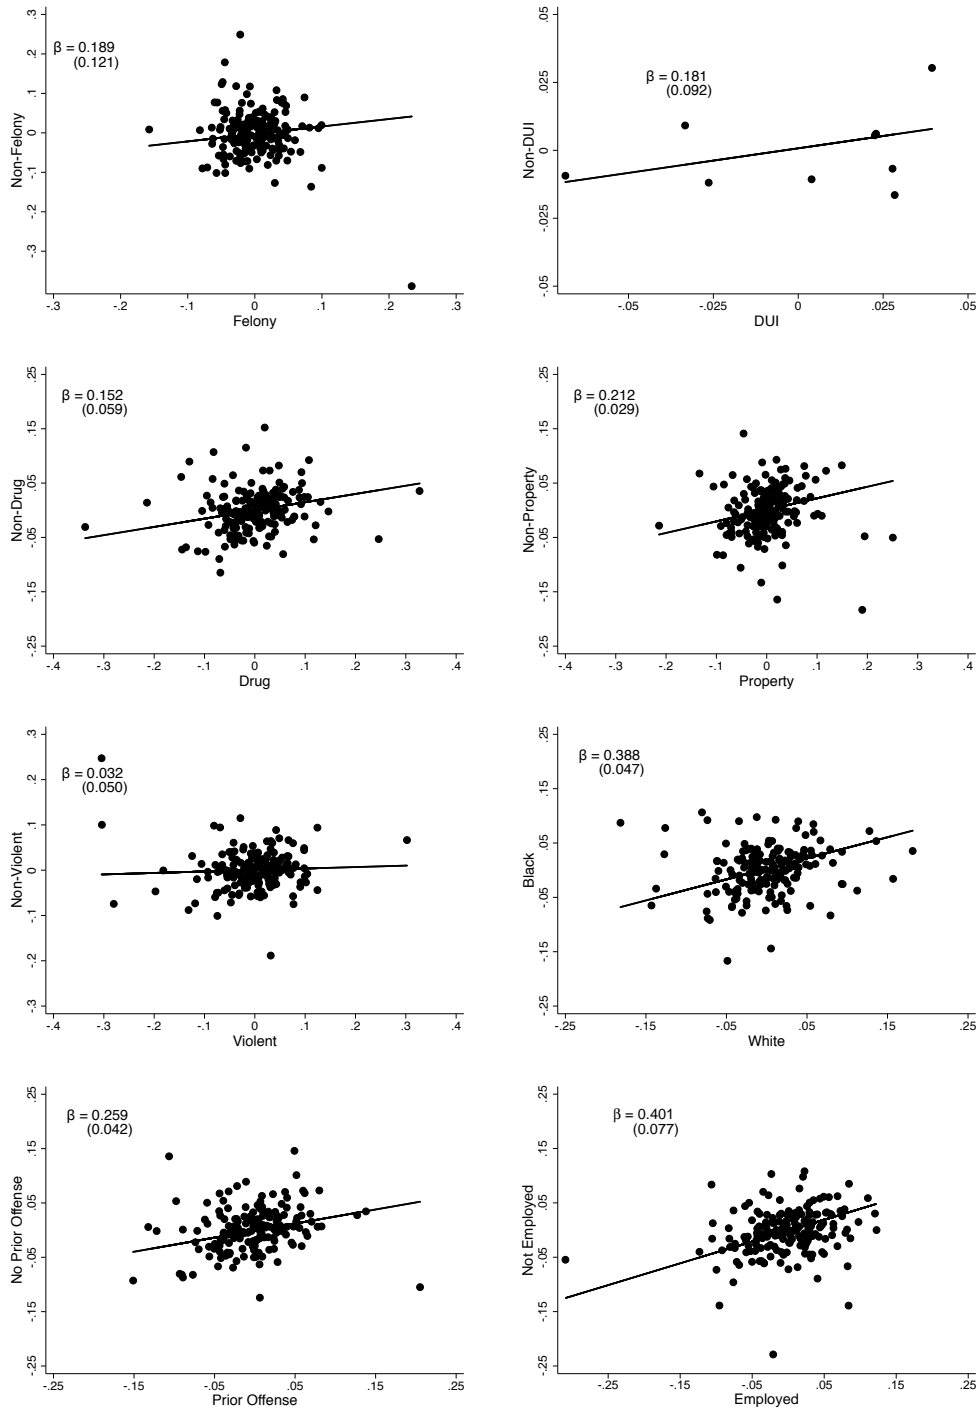 .3
.2
.1
0
-.1
-.2
-.3
Non-Felony
β = 0.189
(0.121)
-.3 -.2 -.1 0 .1 .2 .3
Felony
.05
.025
0
-.025
-.05
Non-DUI
β = 0.181
(0.092)
-.05 -.025 0 .025 .05
DUI
.25
.15
.05
-.05
-.15
-.25
Non-Drug
β = 0.152
(0.059)
-.4 -.3 -.2 -.1 0 .1 .2 .3 .4
Drug
.25
.15
.05
-.05
-.15
-.25
Non-Property
β = 0.212
(0.029)
-.4 -.3 -.2 -.1 0 .1 .2 .3 .4
Property
.3
.2
.1
0
-.1
-.2
-.3
Non-Violent
β = 0.032
(0.050)
-.4 -.3 -.2 -.1 0 .1 .2 .3 .4
Violent
.25
.15
.05
-.05
-.15
-.25
Black
β = 0.388
(0.047)
-.25 -.15 -.05 .05 .15 .25
White
.25
.15
.05
-.05
-.15
-.25
No Prior Offense
β = 0.259
(0.042)
-.25 -.15 -.05 .05 .15 .25
Prior Offense
.25
.15
.05
-.05
-.15
-.25
Not Employed
β = 0.401
(0.077)
-.25 -.15 -.05 .05 .15 .25
Employed